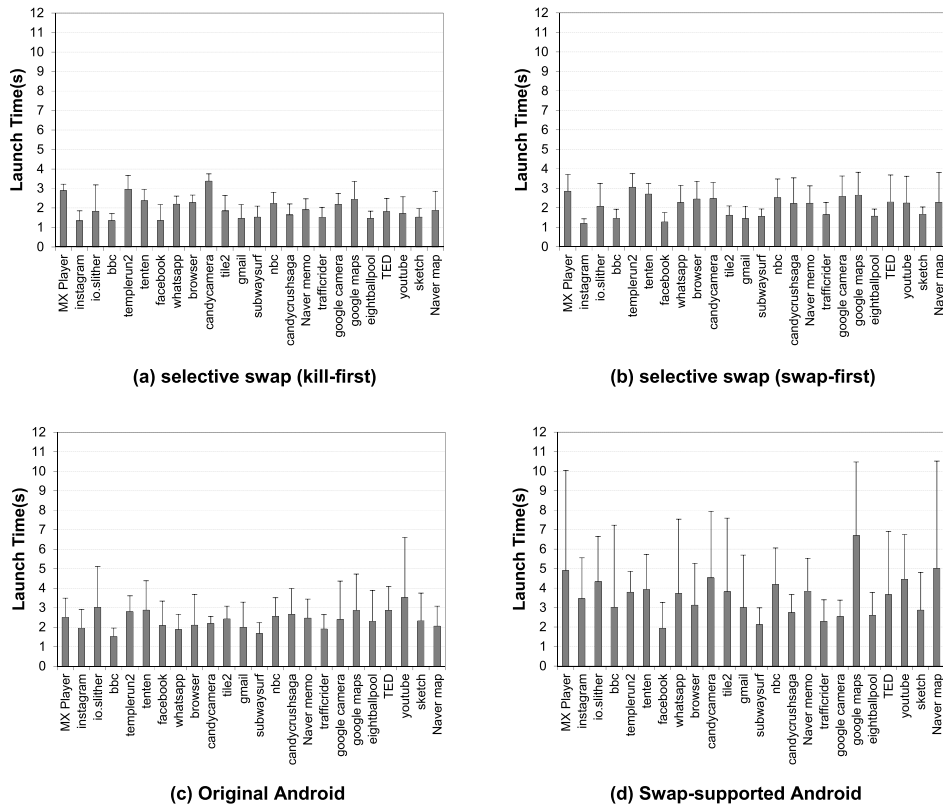 12
11
10
9
8
7
6
5
4
3
2
1
0
Launch Time(s)
MX Player
instagram
io.slither
bbc
templerun2
tenten
facebook
whatsapp
browser
candycamera
tile2
gmail
subwaysurf
nbc
candycrushsaga
Naver memo
trafficrider
google camera
google maps
eightballpool
TED
youtube
sketch
Naver map
(a) selective swap (kill-first)
12
11
10
9
8
7
6
5
4
3
2
1
0
Launch Time(s)
MX Player
instagram
io.slither
bbc
templerun2
tenten
facebook
whatsapp
browser
candycamera
tile2
gmail
subwaysurf
nbc
candycrushsaga
Naver memo
trafficrider
google camera
google maps
eightballpool
TED
youtube
sketch
Naver map
(b) selective swap (swap-first)
12
11
10
9
8
7
6
5
4
3
2
1
0
Launch Time(s)
MX Player
instagram
io.slither
bbc
templerun2
tenten
facebook
whatsapp
browser
candycamera
tile2
gmail
subwaysurf
nbc
candycrushsaga
Naver memo
trafficrider
google camera
google maps
eightballpool
TED
youtube
sketch
Naver map
(c) Original Android
12
11
10
9
8
7
6
5
4
3
2
1
0
Launch Time(s)
MX Player
instagram
io.slither
bbc
templerun2
tenten
facebook
whatsapp
browser
candycamera
tile2
gmail
subwaysurf
nbc
candycrushsaga
Naver memo
trafficrider
google camera
google maps
eightballpool
TED
youtube
sketch
Naver map
(d) Swap-supported Android